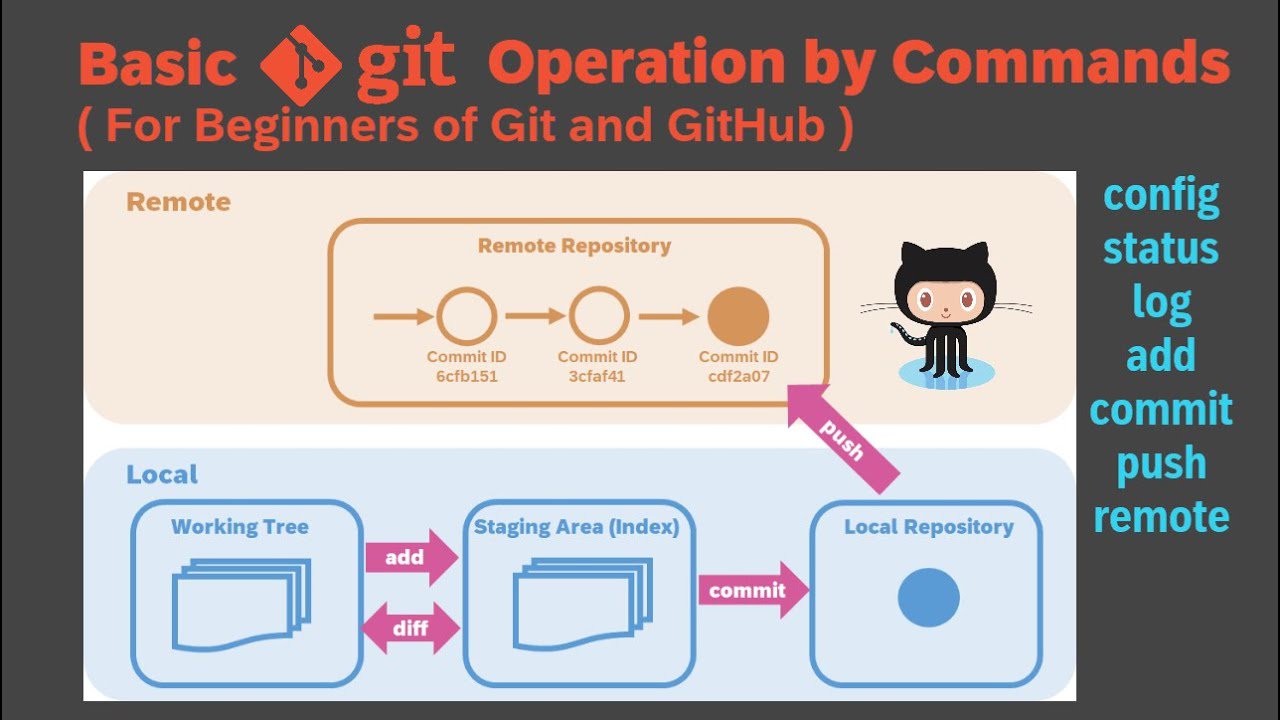 Basic git Operation by Commands
( For Beginners of Git and GitHub )
Remote
Remote Repository
Commit ID
6cfb151
Commit ID
3cfaf41
Commit ID
cdf2a07
push
Local
Working Tree
add
diff
Staging Area (Index)
commit
Local Repository
config
status
log
add
commit
push
remote